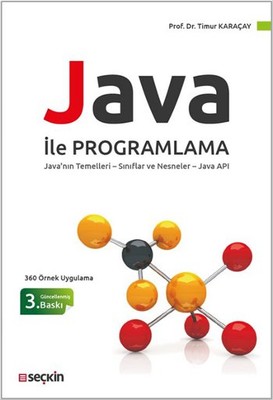 Prof. Dr. Timur KARAÇAY
Java
İle PROGRAMLAMA
Java'nın Temelleri – Sınıflar ve Nesneler – Java API
360 Örnek Uygulama
3. Güncellenmiş
Baskı
seçkin